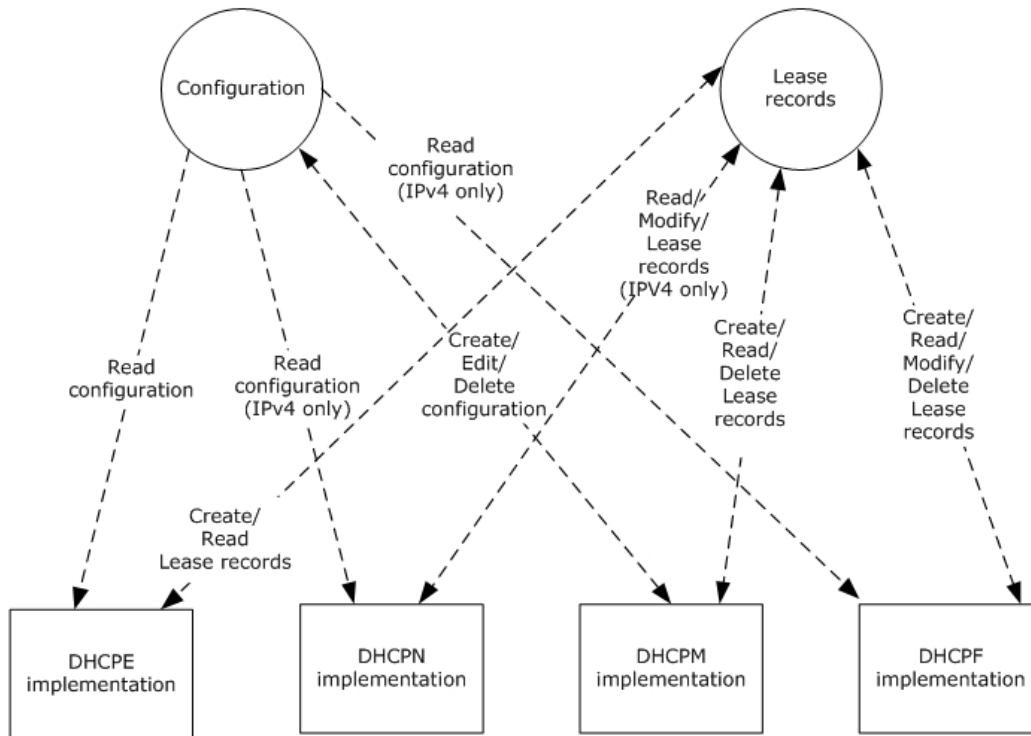 Configuration
Lease
records
Read
configuration
(IPv4 only)
Read/
Modify/
Lease
records
(IPV4 only)
Read
configuration
Read
configuration
(IPv4 only)
Create/
Edit/
Delete
configuration
Create/
Read/
Delete
Lease
records
Create/
Read/
Modify/
Delete
Lease
records
Create/
Read
Lease records
DHCPE
implementation
DHCPN
implementation
DHCPM
implementation
DHCPF
implementation